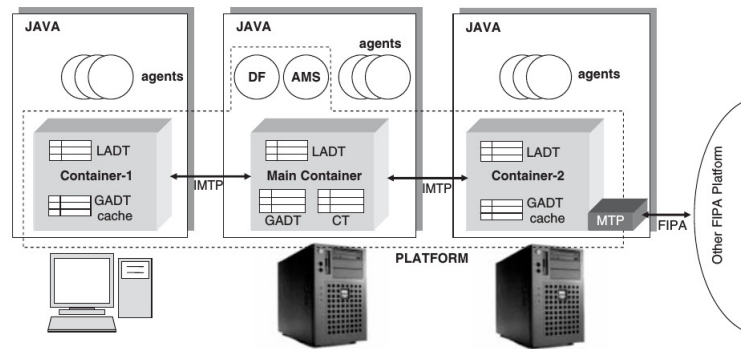 JAVA
agents
LADT
Container-1
GADT
cache
IMTP
JAVA
DF
AMS
agents
LADT
Main Container
GADT
CT
IMTP
JAVA
agents
LADT
Container-2
GADT
cache
MTP
FIPA
Other FIPA Platform
PLATFORM